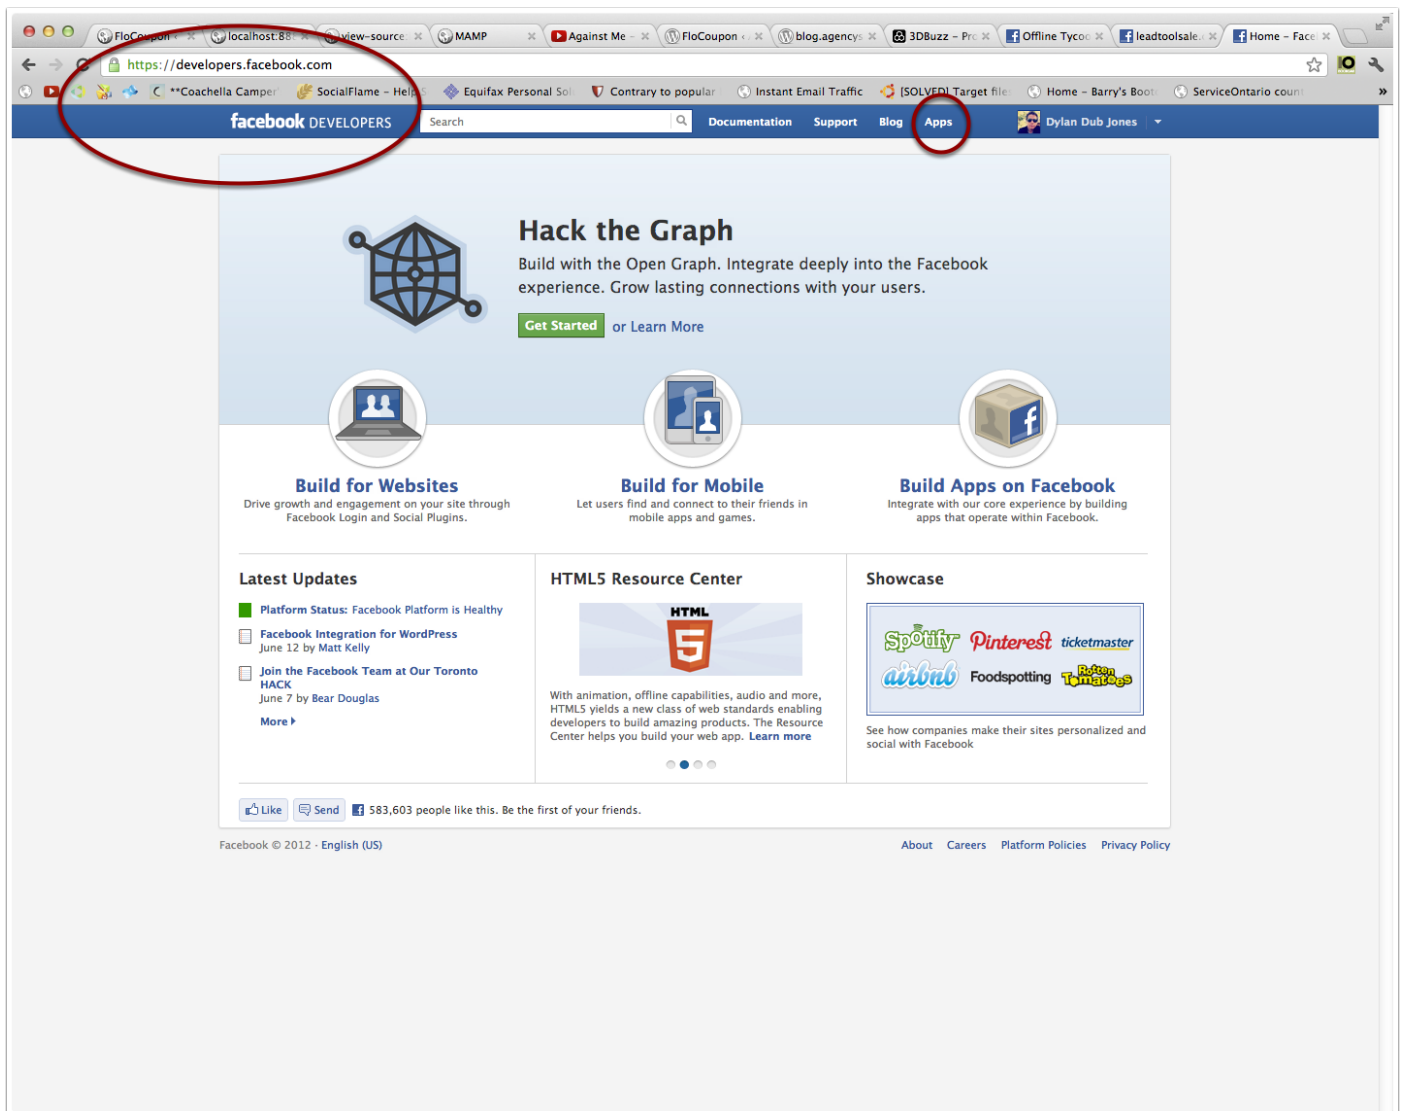 FloCoupon
localhost:88
view-source:
MAMP
Against Me –
FloCoupon
blog.agencys
3DBuzz – Pro
Offline Tycoo
leadtoolsale.
Home – Face
https://developers.facebook.com
**Coachella Camper
SocialFlame – Help
Equifax Personal Sol
Contrary to popular
Instant Email Traffic
[SOLVED] Target file
Home – Barry's Boot
ServiceOntario count
»
facebook DEVELOPERS
Search
Documentation
Support
Blog
Apps
Dylan Dub Jones
Hack the Graph
Build with the Open Graph. Integrate deeply into the Facebook
experience. Grow lasting connections with your users.
Get Started or Learn More
Build for Websites
Drive growth and engagement on your site through
Facebook Login and Social Plugins.
Build for Mobile
Let users find and connect to their friends in
mobile apps and games.
Build Apps on Facebook
Integrate with our core experience by building
apps that operate within Facebook.
Latest Updates
Platform Status: Facebook Platform is Healthy
Facebook Integration for WordPress
June 12 by Matt Kelly
Join the Facebook Team at Our Toronto
HACK
June 7 by Bear Douglas
More
HTML5 Resource Center
HTML
5
With animation, offline capabilities, audio and more,
HTML5 yields a new class of web standards enabling
developers to build amazing products. The Resource
Center helps you build your web app. Learn more
Showcase
Spotify Pinterest ticketmaster
airbnb Foodspotting Rotten
Tomatoes
See how companies make their sites personalized and
social with Facebook
Like
Send
583,603 people like this. Be the first of your friends.
Facebook © 2012 · English (US)
About Careers Platform Policies Privacy Policy